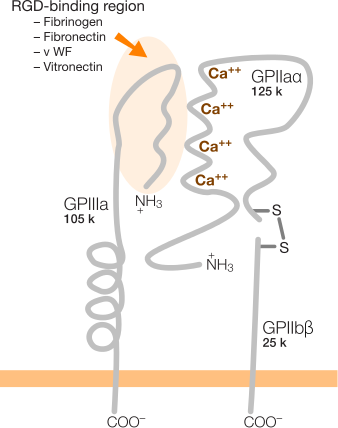 RGD-binding region
– Fibrinogen
– Fibronectin
– v WF
– Vitronectin
Ca++
GPIIaα
125 k
Ca++
Ca++
Ca++
NH3
+
GPIIIa
105 k
S
S
+
NH3
GPIIbβ
25 k
COO–
COO–